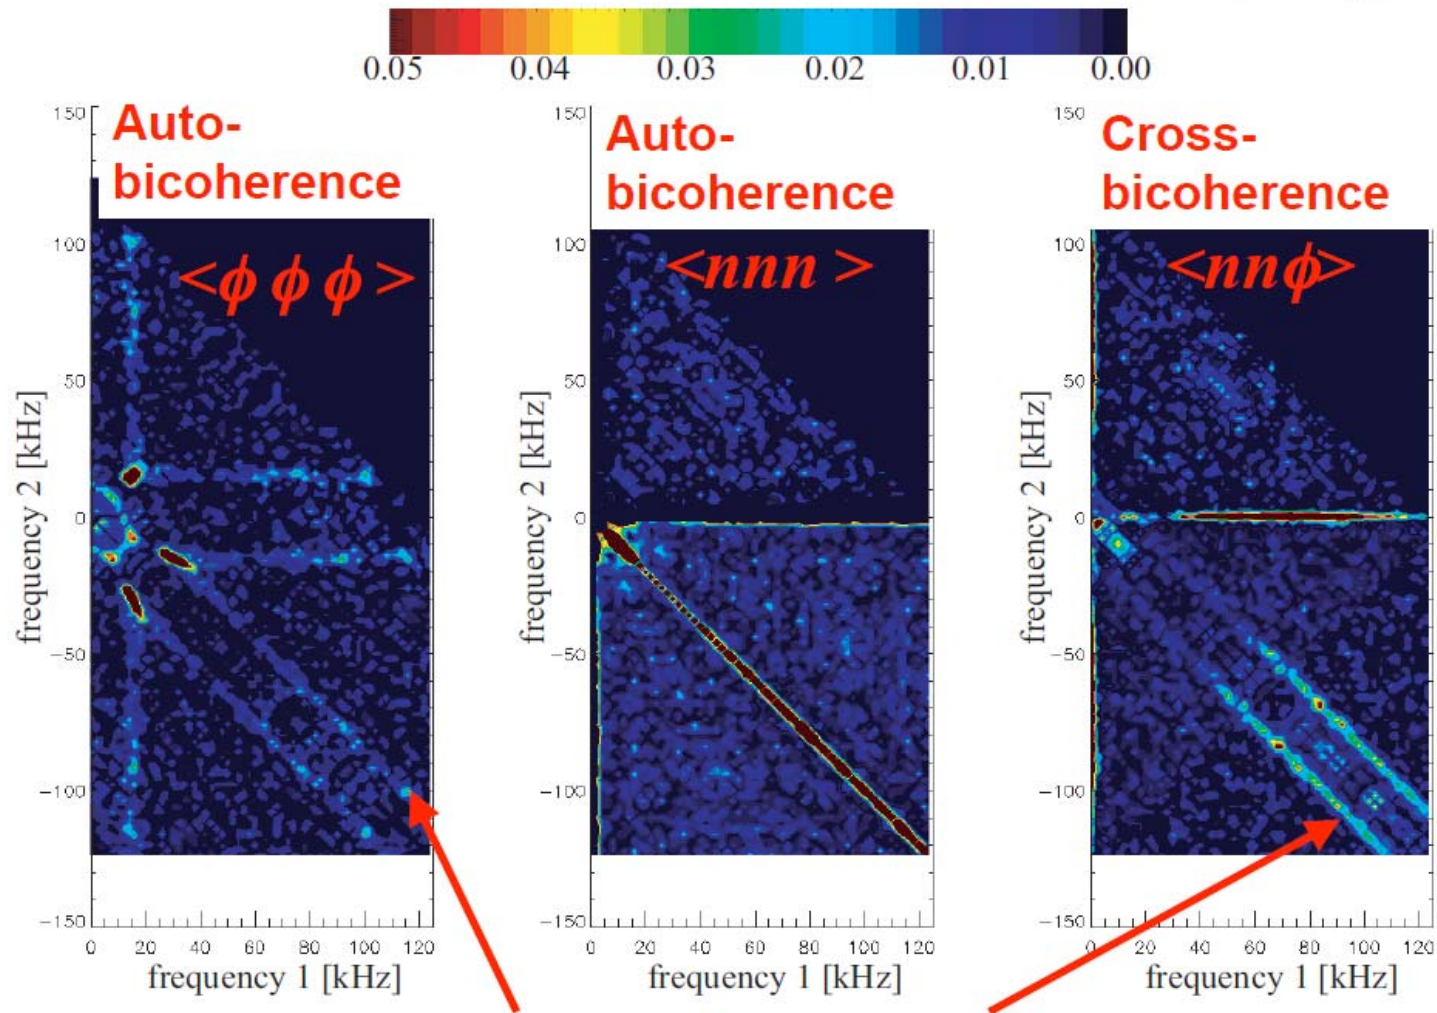 0.05 0.04 0.03 0.02 0.01 0.00
Auto-
bicoherence
<ϕ ϕ ϕ >
150
100
50
0
−50
−100
−150
frequency 2 [kHz]
0 20 40 60 80 100 120
frequency 1 [kHz]
Auto-
bicoherence
<nnn >
150
100
50
0
−50
−100
−150
frequency 2 [kHz]
0 20 40 60 80 100 120
frequency 1 [kHz]
Cross-
bicoherence
<nnϕ>
150
100
50
0
−50
−100
−150
frequency 2 [kHz]
0 20 40 60 80 100 120
frequency 1 [kHz]